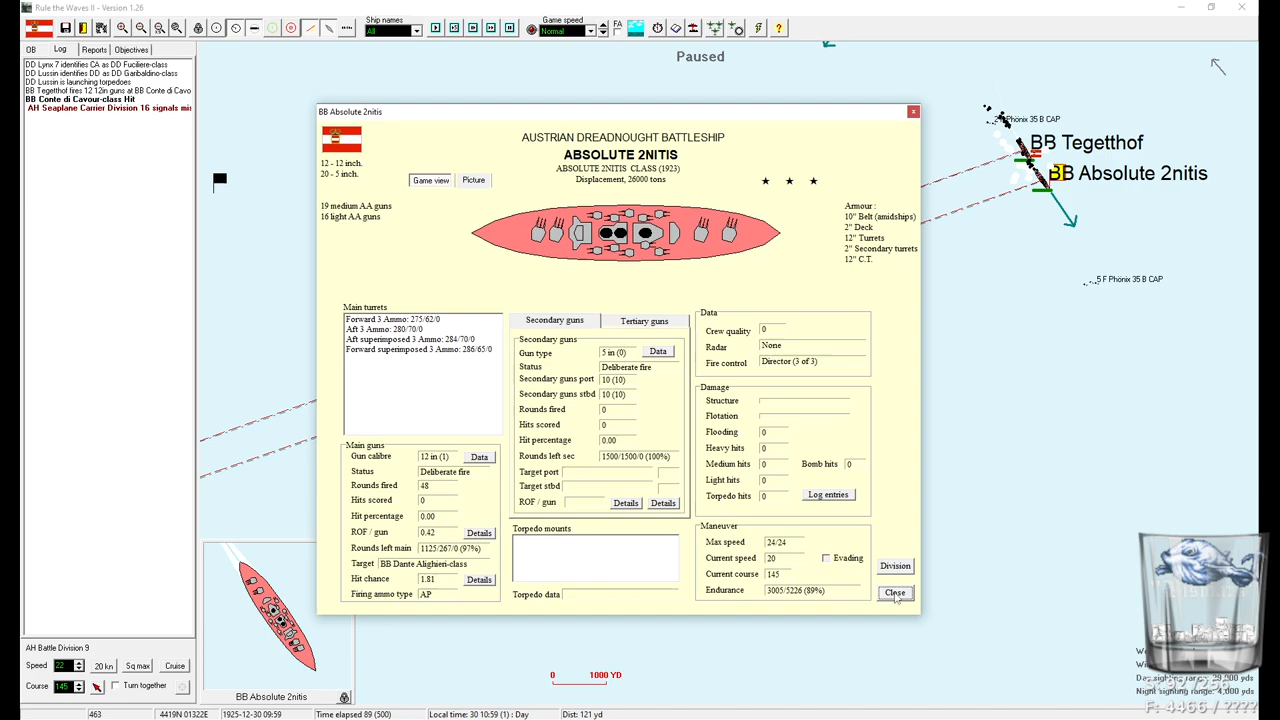 Rule the Waves II - Version 1.26
Ship names
All
Game speed
Normal
FA
OB
Log
Reports
Objectives
DD Lynx 7 identifies CA as DD Fuciliere-class
DD Lussin identifies DD as DD Garibaldino-class
DD Lussin is launching torpedoes
BB Tegetthof fires 12 12in guns at BB Conte di Cavo
BB Conte di Cavour-class Hit
AH Seaplane Carrier Division 16 signals mis
Paused
Phönix 35 B CAP
BB Tegetthof
BB Absolute 2nitis
5 F Phönix 35 B CAP
BB Absolute 2nitis
AUSTRIAN DREADNOUGHT BATTLESHIP
ABSOLUTE 2NITIS
ABSOLUTE 2NITIS CLASS (1923)
Displacement, 26000 tons
12 - 12 inch.
20 - 5 inch.
Game view
Picture
19 medium AA guns
16 light AA guns
Armour :
10" Belt (amidships)
2" Deck
12" Turrets
2" Secondary turrets
12" C.T.
Main turrets
Forward 3 Ammo: 275/62/0
Aft 3 Ammo: 280/70/0
Aft superimposed 3 Ammo: 284/70/0
Forward superimposed 3 Ammo: 286/65/0
Main guns
Gun calibre 12 in (1) Data
Status Deliberate fire
Rounds fired 48
Hits scored 0
Hit percentage 0.00
ROF / gun 0.42 Details
Rounds left main 1125/267/0 (97%)
Target BB Dante Alighieri-class
Hit chance 1.81 Details
Firing ammo type AP
Secondary guns
Tertiary guns
Secondary guns
Gun type 5 in (0) Data
Status Deliberate fire
Secondary guns port 10 (10)
Secondary guns stbd 10 (10)
Rounds fired 0
Hits scored 0
Hit percentage 0.00
Rounds left sec 1500/1500/0 (100%)
Target port
Target stbd
ROF / gun Details Details
Torpedo mounts
Torpedo data
Data
Crew quality 0
Radar None
Fire control Director (3 of 3)
Damage
Structure
Flotation
Flooding 0
Heavy hits 0
Medium hits 0 Bomb hits 0
Light hits 0
Torpedo hits 0 Log entries
Maneuver
Max speed 24/24
Current speed 20 Evading
Current course 145
Endurance 3005/5226 (89%)
Division
Close
AH Battle Division 9
Speed 22 20 kn Sq max Cruise
Course 145 Turn together
BB Absolute 2nitis
0 1000 YD
Night sighting range: 4,000 yds
F: 4466 / ????
463
4419N 01322E
1925-12-30 09:59
Time elapsed 89 (500)
Local time: 30 10:59 (1) : Day
Dist: 121 yd